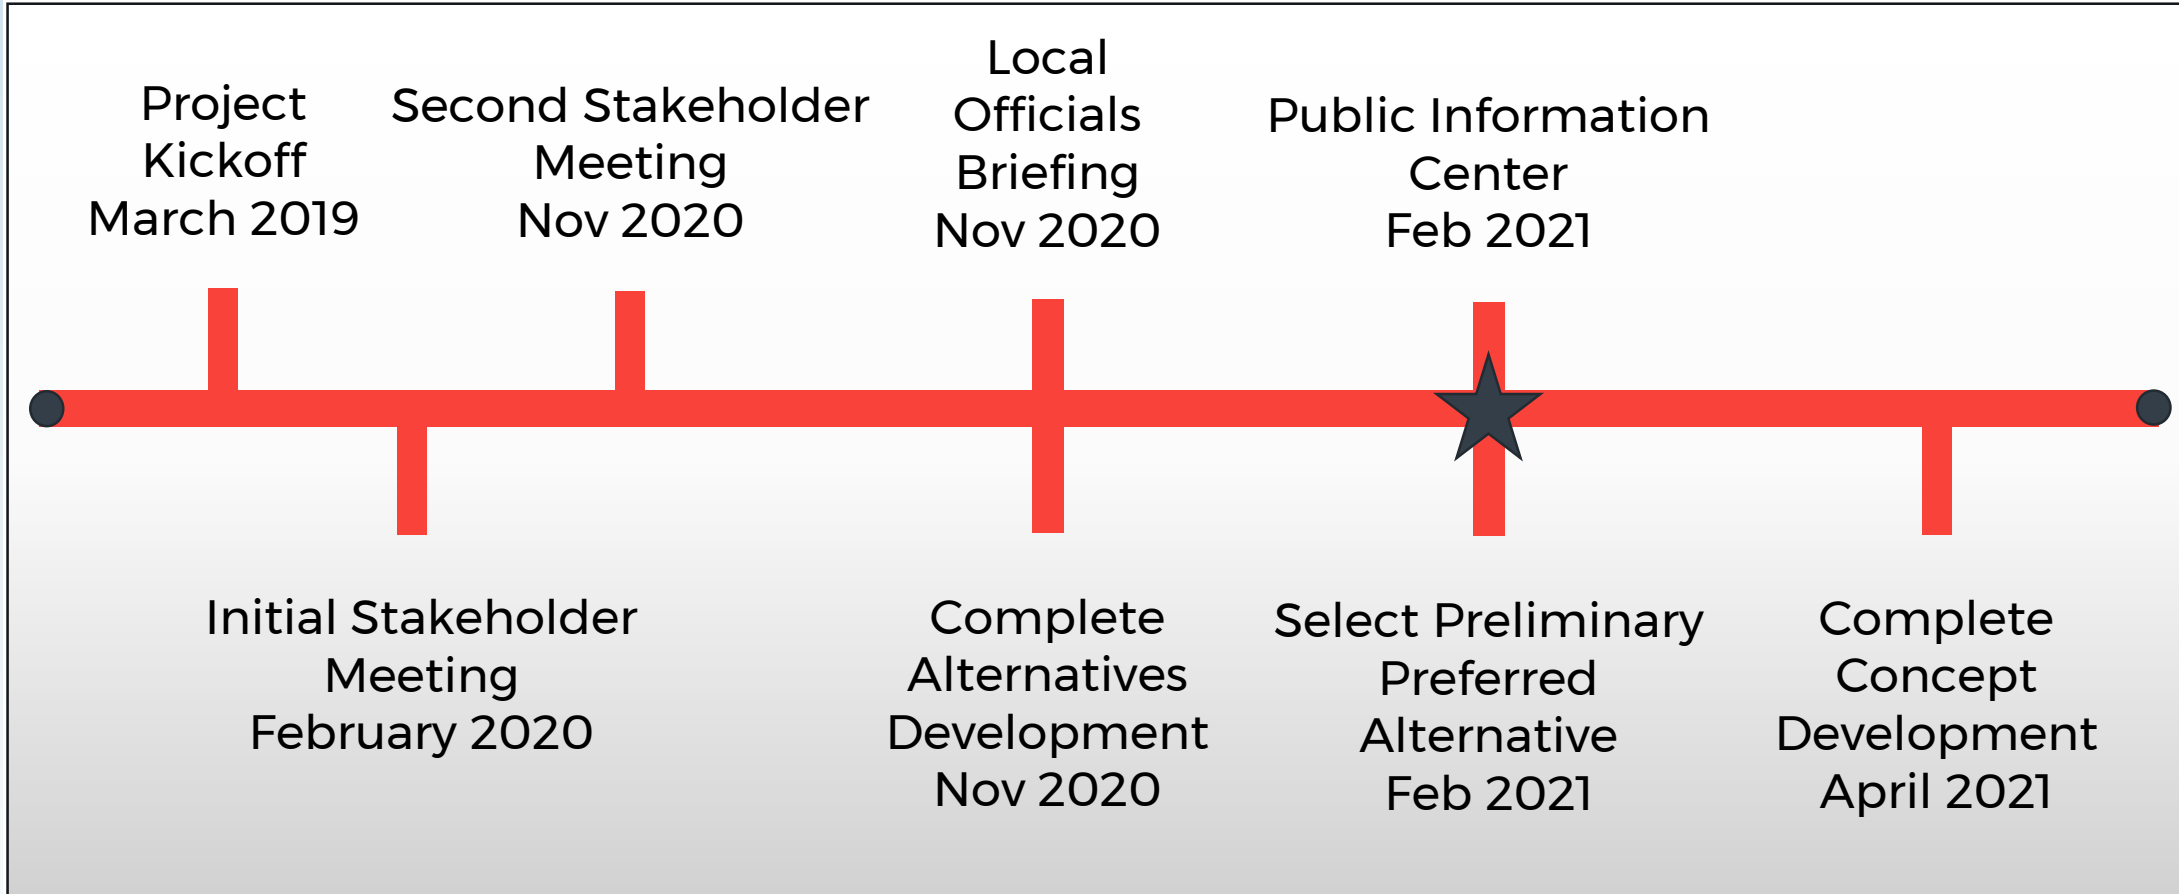 Project
Kickoff
March 2019
Second Stakeholder
Meeting
Nov 2020
Local
Officials
Briefing
Nov 2020
Public Information
Center
Feb 2021
Initial Stakeholder
Meeting
February 2020
Complete
Alternatives
Development
Nov 2020
Select Preliminary
Preferred
Alternative
Feb 2021
Complete
Concept
Development
April 2021